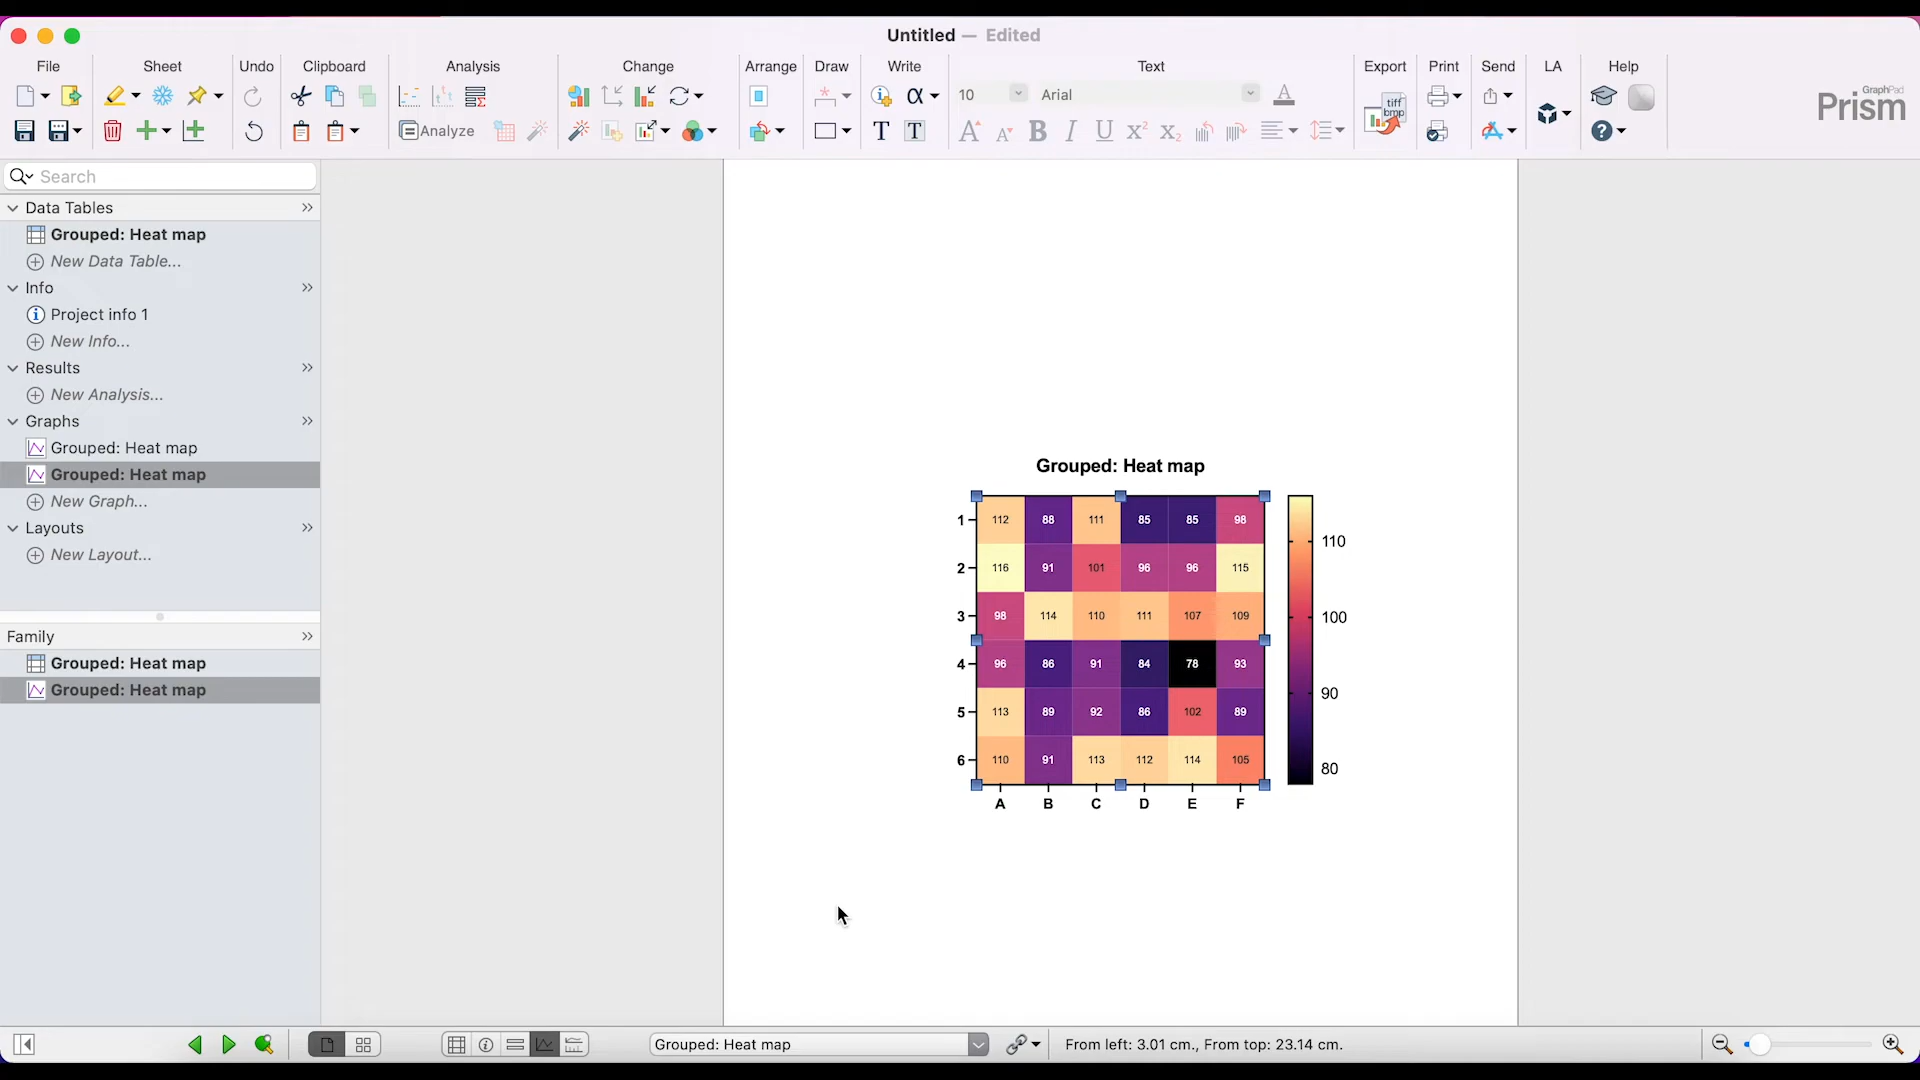 Untitled — Edited
File Sheet Undo Clipboard Analysis Change Arrange Draw Write Text Export Print Send LA Help
10 Arial
tiff
bmp
GraphPad
Prism
Analyze
Search
Data Tables
Grouped: Heat map
New Data Table...
Info
Project info 1
New Info...
Results
New Analysis...
Graphs
Grouped: Heat map
Grouped: Heat map
New Graph...
Layouts
New Layout...
Family
Grouped: Heat map
Grouped: Heat map
Grouped: Heat map
1 112 88 111 85 85 98
2 116 91 101 96 96 115
3 98 114 110 111 107 109
4 96 86 91 84 78 93
5 113 89 92 86 102 89
6 110 91 113 112 114 105
A B C D E F
110
100
90
80
Grouped: Heat map
From left: 3.01 cm., From top: 23.14 cm.